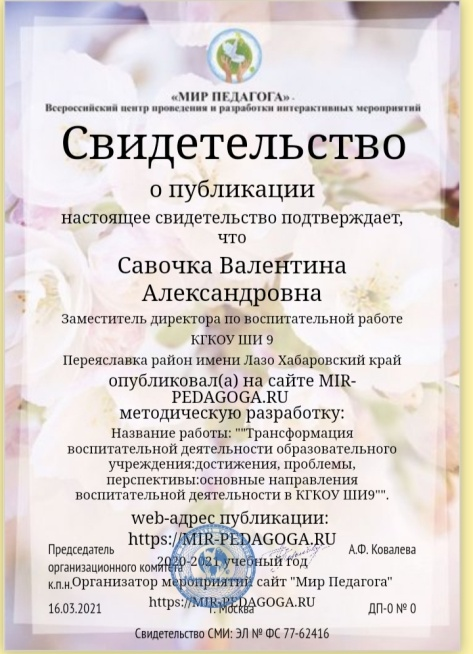 «МИР ПЕДАГОГА» -
Всероссийский центр проведения и разработки интерактивных мероприятий
Свидетельство
о публикации
настоящее свидетельство подтверждает,
что
Савочка Валентина
Александровна
Заместитель директора по воспитательной работе
КГКОУ ШИ 9
Переяславка район имени Лазо Хабаровский край
опубликовал(а) на сайте MIR-
PEDAGOGA.RU
методическую разработку:
Название работы: ""Трансформация
воспитательной деятельности образовательного
учреждения:достижения, проблемы,
перспективы:основные направления
воспитательной деятельности в КГКОУ ШИ9"".
web-адрес публикации:
https://MIR-PEDAGOGA.RU
Председатель
организационного комитета
к.п.н.
А.Ф. Ковалева
2020-2021 учебный год
Организатор мероприятий сайт "Мир Педагога"
https://MIR-PEDAGOGA.RU
16.03.2021
г. Москва
ДП-0 № 0
Свидетельство СМИ: ЭЛ № ФС 77-62416